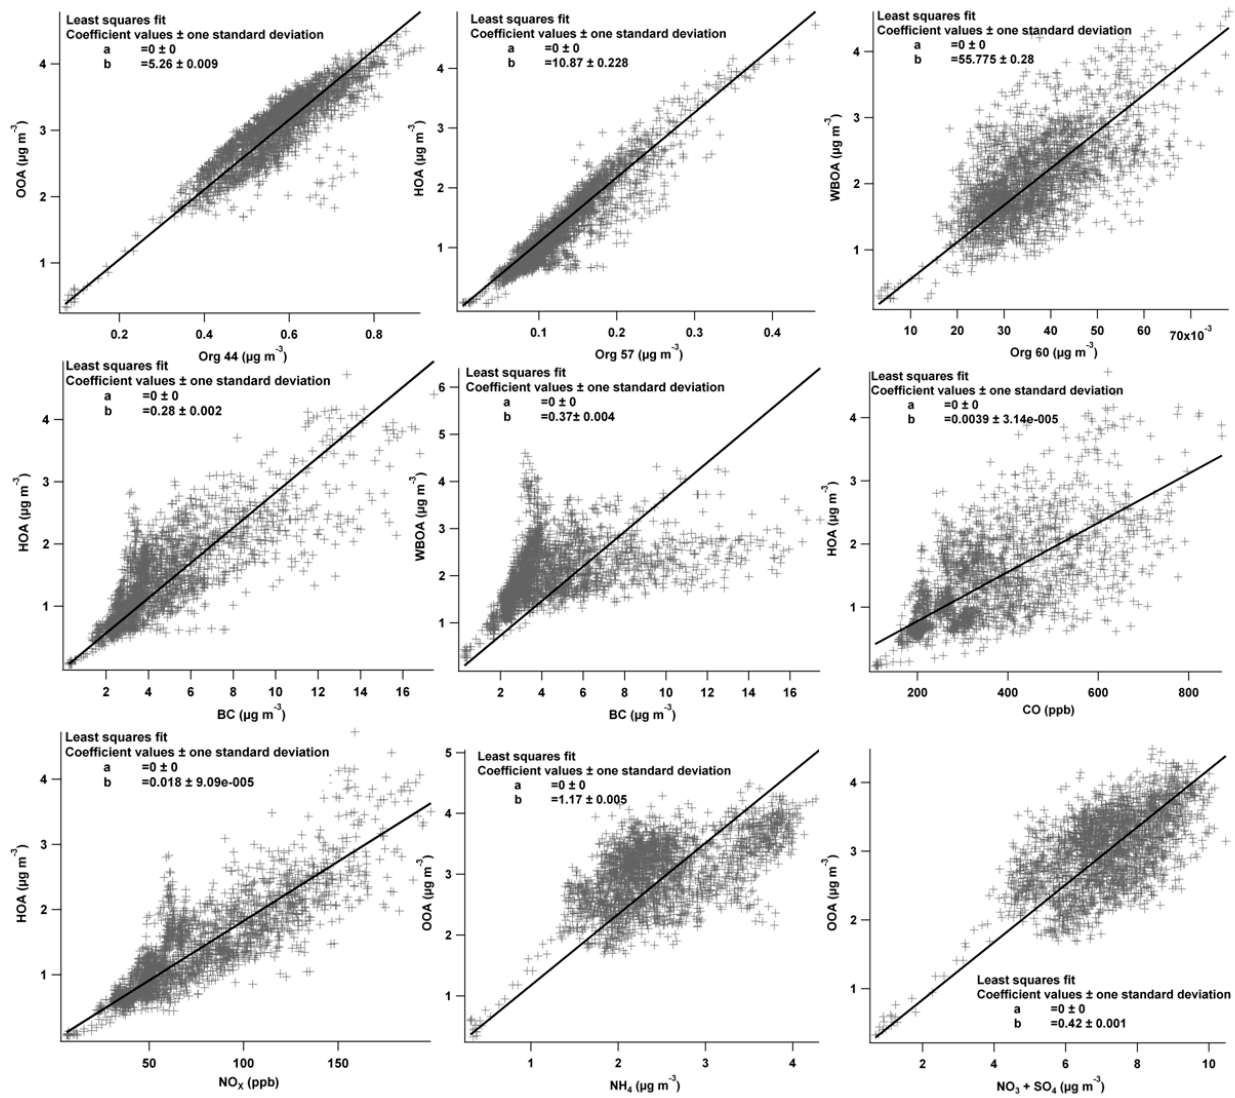 Least squares fit
Coefficient values ± one standard deviation
a =0 ± 0
b =5.26 ± 0.009
4
3
2
1
OOA (µg m⁻³)
0.2 0.4 0.6 0.8
Org 44 (µg m⁻³)
Least squares fit
Coefficient values ± one standard deviation
a =0 ± 0
b =10.87 ± 0.228
4
3
2
1
HOA (µg m⁻³)
0.1 0.2 0.3 0.4
Org 57 (µg m⁻³)
Least squares fit
Coefficient values ± one standard deviation
a =0 ± 0
b =55.775 ± 0.28
4
3
2
1
WBOA (µg m⁻³)
10 20 30 40 50 60 70x10⁻³
Org 60 (µg m⁻³)
Least squares fit
Coefficient values ± one standard deviation
a =0 ± 0
b =0.28 ± 0.002
4
3
2
1
HOA (µg m⁻³)
2 4 6 8 10 12 14 16
BC (µg m⁻³)
Least squares fit
Coefficient values ± one standard deviation
a =0 ± 0
b =0.37± 0.004
6
5
4
3
2
1
WBOA (µg m⁻³)
2 4 6 8 10 12 14 16
BC (µg m⁻³)
Least squares fit
Coefficient values ± one standard deviation
a =0 ± 0
b =0.0039 ± 3.14e-005
4
3
2
1
HOA (µg m⁻³)
200 400 600 800
CO (ppb)
Least squares fit
Coefficient values ± one standard deviation
a =0 ± 0
b =0.018 ± 9.09e-005
4
3
2
1
HOA (µg m⁻³)
50 100 150
NOₓ (ppb)
Least squares fit
Coefficient values ± one standard deviation
a =0 ± 0
b =1.17 ± 0.005
5
4
3
2
1
OOA (µg m⁻³)
1 2 3 4
NH₄ (µg m⁻³)
4
3
2
1
OOA (µg m⁻³)
Least squares fit
Coefficient values ± one standard deviation
a =0 ± 0
b =0.42 ± 0.001
2 4 6 8 10
NO₃ + SO₄ (µg m⁻³)